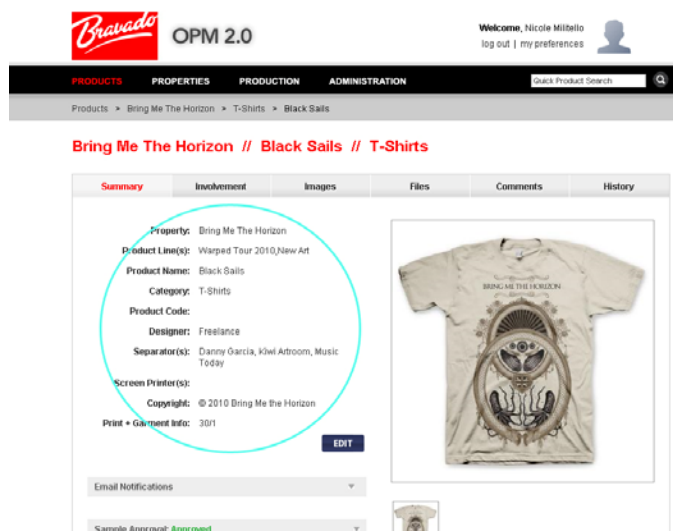 Bravado
OPM 2.0
Welcome, Nicole Militello
log out | my preferences
PRODUCTS PROPERTIES PRODUCTION ADMINISTRATION Quick Product Search
Products > Bring Me The Horizon > T-Shirts > Black Sails
Bring Me The Horizon // Black Sails // T-Shirts
Summary Involvement Images Files Comments History
Property: Bring Me The Horizon
Product Line(s): Warped Tour 2010,New Art
Product Name: Black Sails
Category: T-Shirts
Product Code:
Designer: Freelance
Separator(s): Danny Garcia, Kiwi Artroom, Music
Today
Screen Printer(s):
Copyright: © 2010 Bring Me the Horizon
Print + Garment Info: 30/1
EDIT
BRING ME THE HORIZON
Email Notifications
Sample Approval: Approved